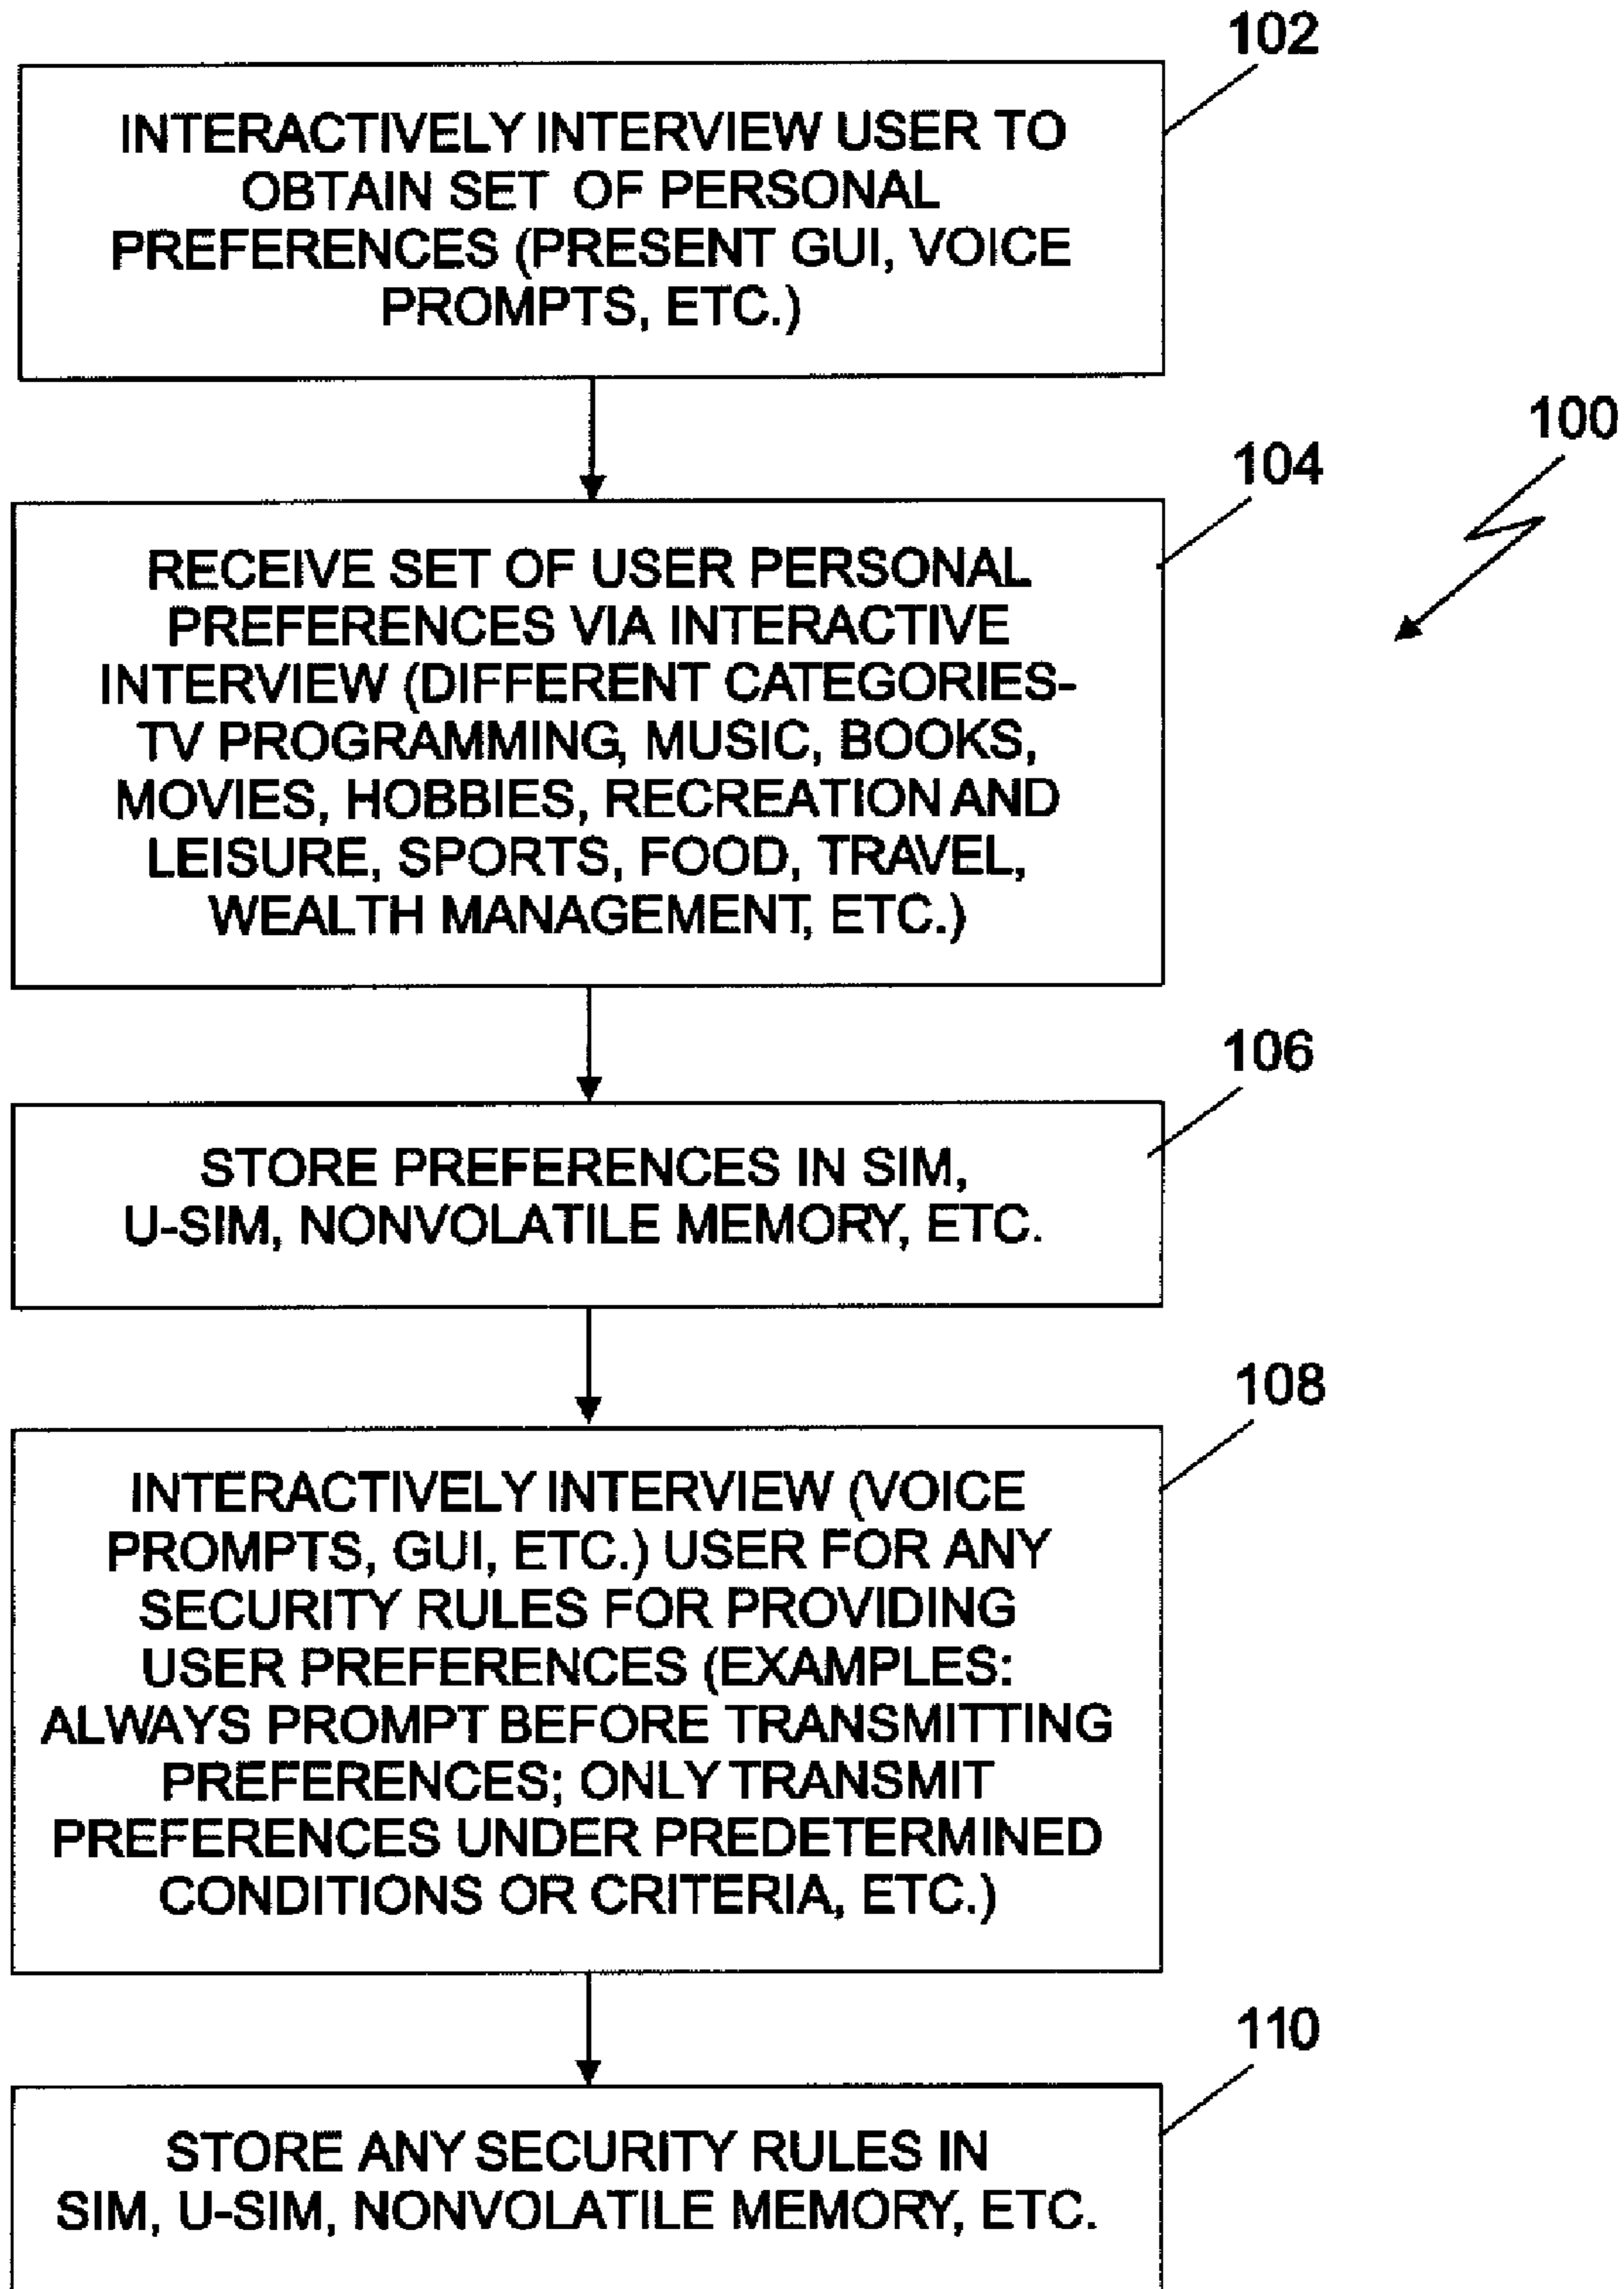 102
INTERACTIVELY INTERVIEW USER TO
OBTAIN SET OF PERSONAL
PREFERENCES (PRESENT GUI, VOICE
PROMPTS, ETC.)
100
104
RECEIVE SET OF USER PERSONAL
PREFERENCES VIA INTERACTIVE
INTERVIEW (DIFFERENT CATEGORIES-
TV PROGRAMMING, MUSIC, BOOKS,
MOVIES, HOBBIES, RECREATION AND
LEISURE, SPORTS, FOOD, TRAVEL,
WEALTH MANAGEMENT, ETC.)
106
STORE PREFERENCES IN SIM,
U-SIM, NONVOLATILE MEMORY, ETC.
108
INTERACTIVELY INTERVIEW (VOICE
PROMPTS, GUI, ETC.) USER FOR ANY
SECURITY RULES FOR PROVIDING
USER PREFERENCES (EXAMPLES:
ALWAYS PROMPT BEFORE TRANSMITTING
PREFERENCES; ONLY TRANSMIT
PREFERENCES UNDER PREDETERMINED
CONDITIONS OR CRITERIA, ETC.)
110
STORE ANY SECURITY RULES IN
SIM, U-SIM, NONVOLATILE MEMORY, ETC.